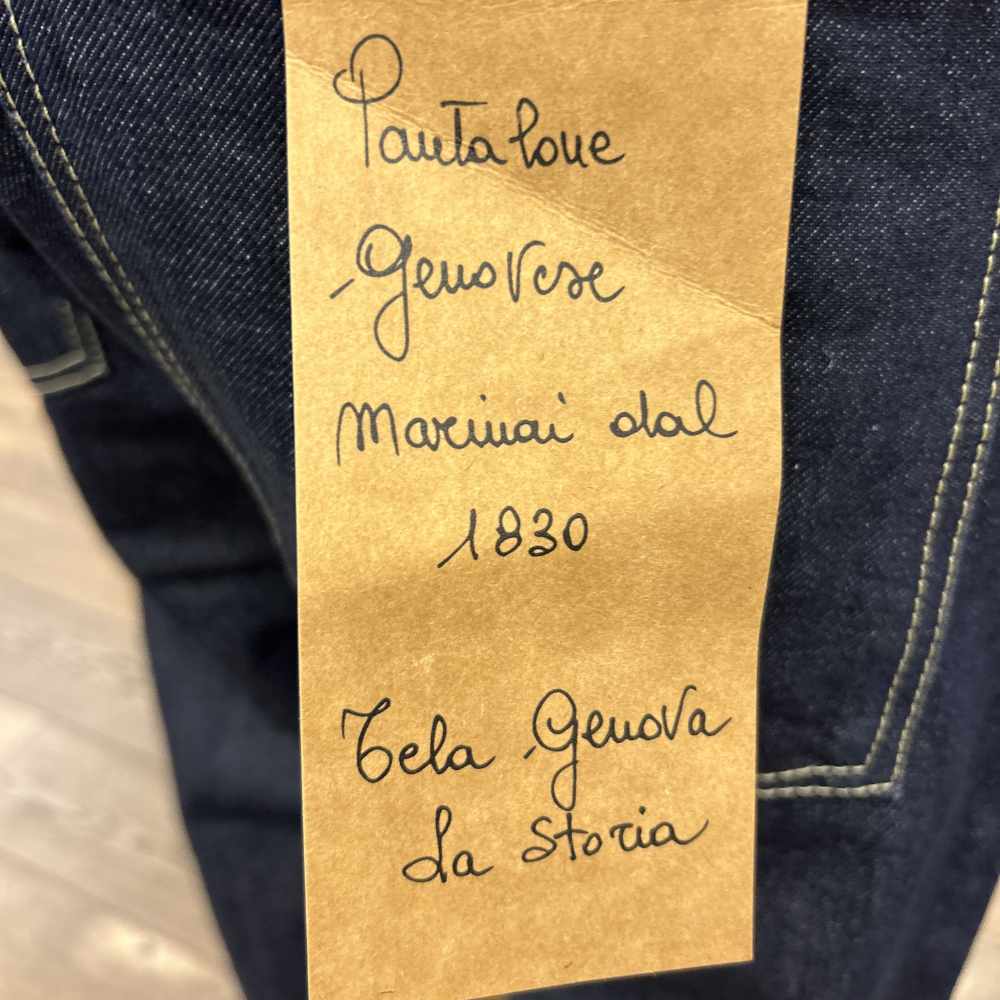 Pantalone
Genovese
Marinai dal
1830
Tela Genova
La Storia